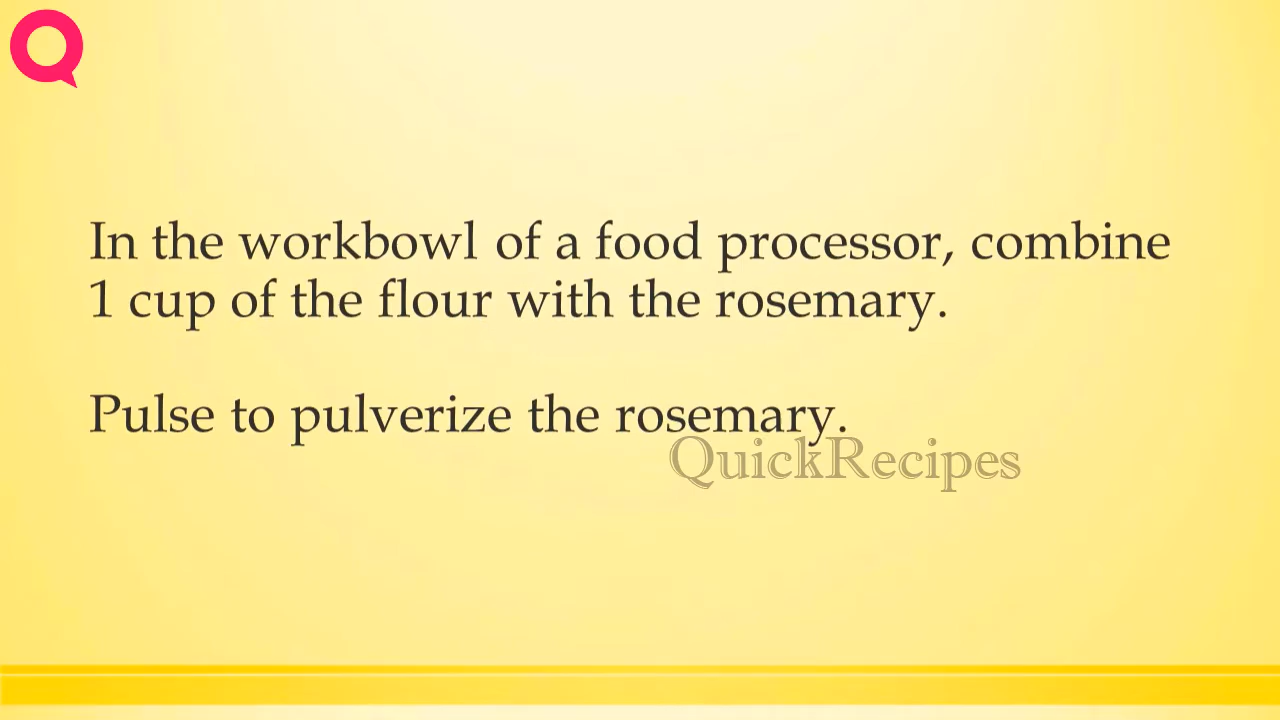 In the workbowl of a food processor, combine
1 cup of the flour with the rosemary.
Pulse to pulverize the rosemary.
QuickRecipes